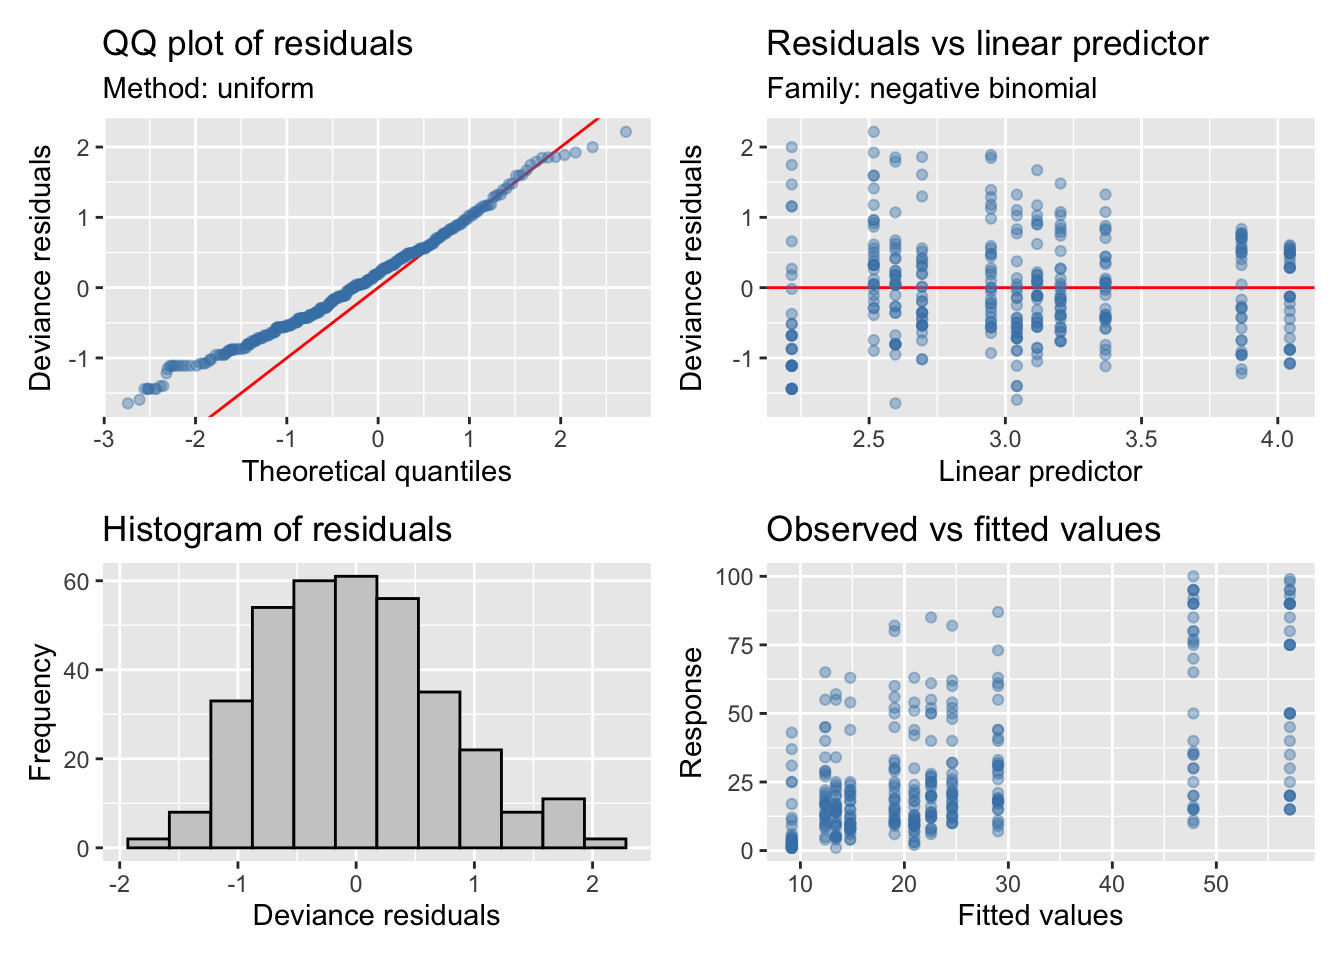 QQ plot of residuals
Method: uniform
Deviance residuals
2
1
0
-1
-3 -2 -1 0 1 2
Theoretical quantiles
Residuals vs linear predictor
Family: negative binomial
Deviance residuals
2
1
0
-1
2.5 3.0 3.5 4.0
Linear predictor
Histogram of residuals
Frequency
60
40
20
0
-2 -1 0 1 2
Deviance residuals
Observed vs fitted values
Response
100
75
50
25
0
10 20 30 40 50
Fitted values